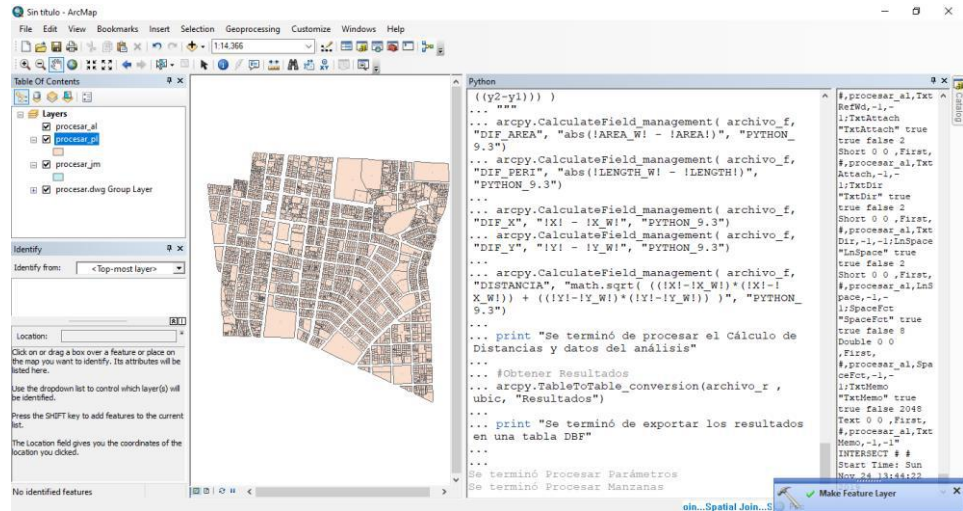 Sin título - ArcMap
File Edit View Bookmarks Insert Selection Geoprocessing Customize Windows Help
1:14.366
Table Of Contents
Layers
procesar_al
procesar_pl
procesar_jm
procesar.dwg Group Layer
Identify
Identify from: <Top-most layer>
Location:
Click on or drag a box over a feature or place on
the map you want to identify. Its attributes will be
listed here.
Use the dropdown list to control which layer(s) will
be identified.
Press the SHIFT key to add features to the current
list.
The Location field gives you the coordinates of the
location you clicked.
No identified features
Python
((y2-y1))) )
... """
... arcpy.CalculateField_management( archivo_f,
"DIF_AREA", "abs(!AREA_W! - !AREA!)", "PYTHON_
9.3")
... arcpy.CalculateField_management( archivo_f,
"DIF_PERI", "abs(!LENGTH_W! - !LENGTH!)",
"PYTHON_9.3")
...
... arcpy.CalculateField_management( archivo_f,
"DIF_X", "!X! - !X_W!", "PYTHON_9.3")
... arcpy.CalculateField_management( archivo_f,
"DIF_Y", "!Y! - !Y_W!", "PYTHON_9.3")
...
... arcpy.CalculateField_management( archivo_f,
"DISTANCIA", "math.sqrt( ((!X!-!X_W!)*(!X!-!
X_W!)) + ((!Y!-!Y_W!)*(!Y!-!Y_W!)) )", "PYTHON_
9.3")
...
... print "Se terminó de procesar el Cálculo de
Distancias y datos del análisis"
...
... #Obtener Resultados
... arcpy.TableToTable_conversion(archivo_r ,
ubic, "Resultados")
...
... print "Se terminó de exportar los resultados
en una tabla DBF"
...
...
Se terminó Procesar Parámetros
Se terminó Procesar Manzanas
#,procesar_al,Txt
RefWd,-1,-
1;TxtAttach
"TxtAttach" true
true false 2
Short 0 0 ,First,
#,procesar_al,Txt
Attach,-1,-
1;TxtDir
"TxtDir" true
true false 2
Short 0 0 ,First,
#,procesar_al,Txt
Dir,-1,-1;LnSpace
"LnSpace" true
true false 2
Short 0 0 ,First,
#,procesar_al,LnS
pace,-1,-
1;SpaceFct
"SpaceFct" true
true false 8
Double 0 0
,First,
#,procesar_al,Spa
ceFct,-1,-
1;TxtMemo
"TxtMemo" true
true false 2048
Text 0 0 ,First,
#,procesar_al,Txt
Memo,-1,-1"
INTERSECT # #
Start Time: Sun
Nov 24 13:44:22
Catalog
oin...Spatial Join...S
Make Feature Layer